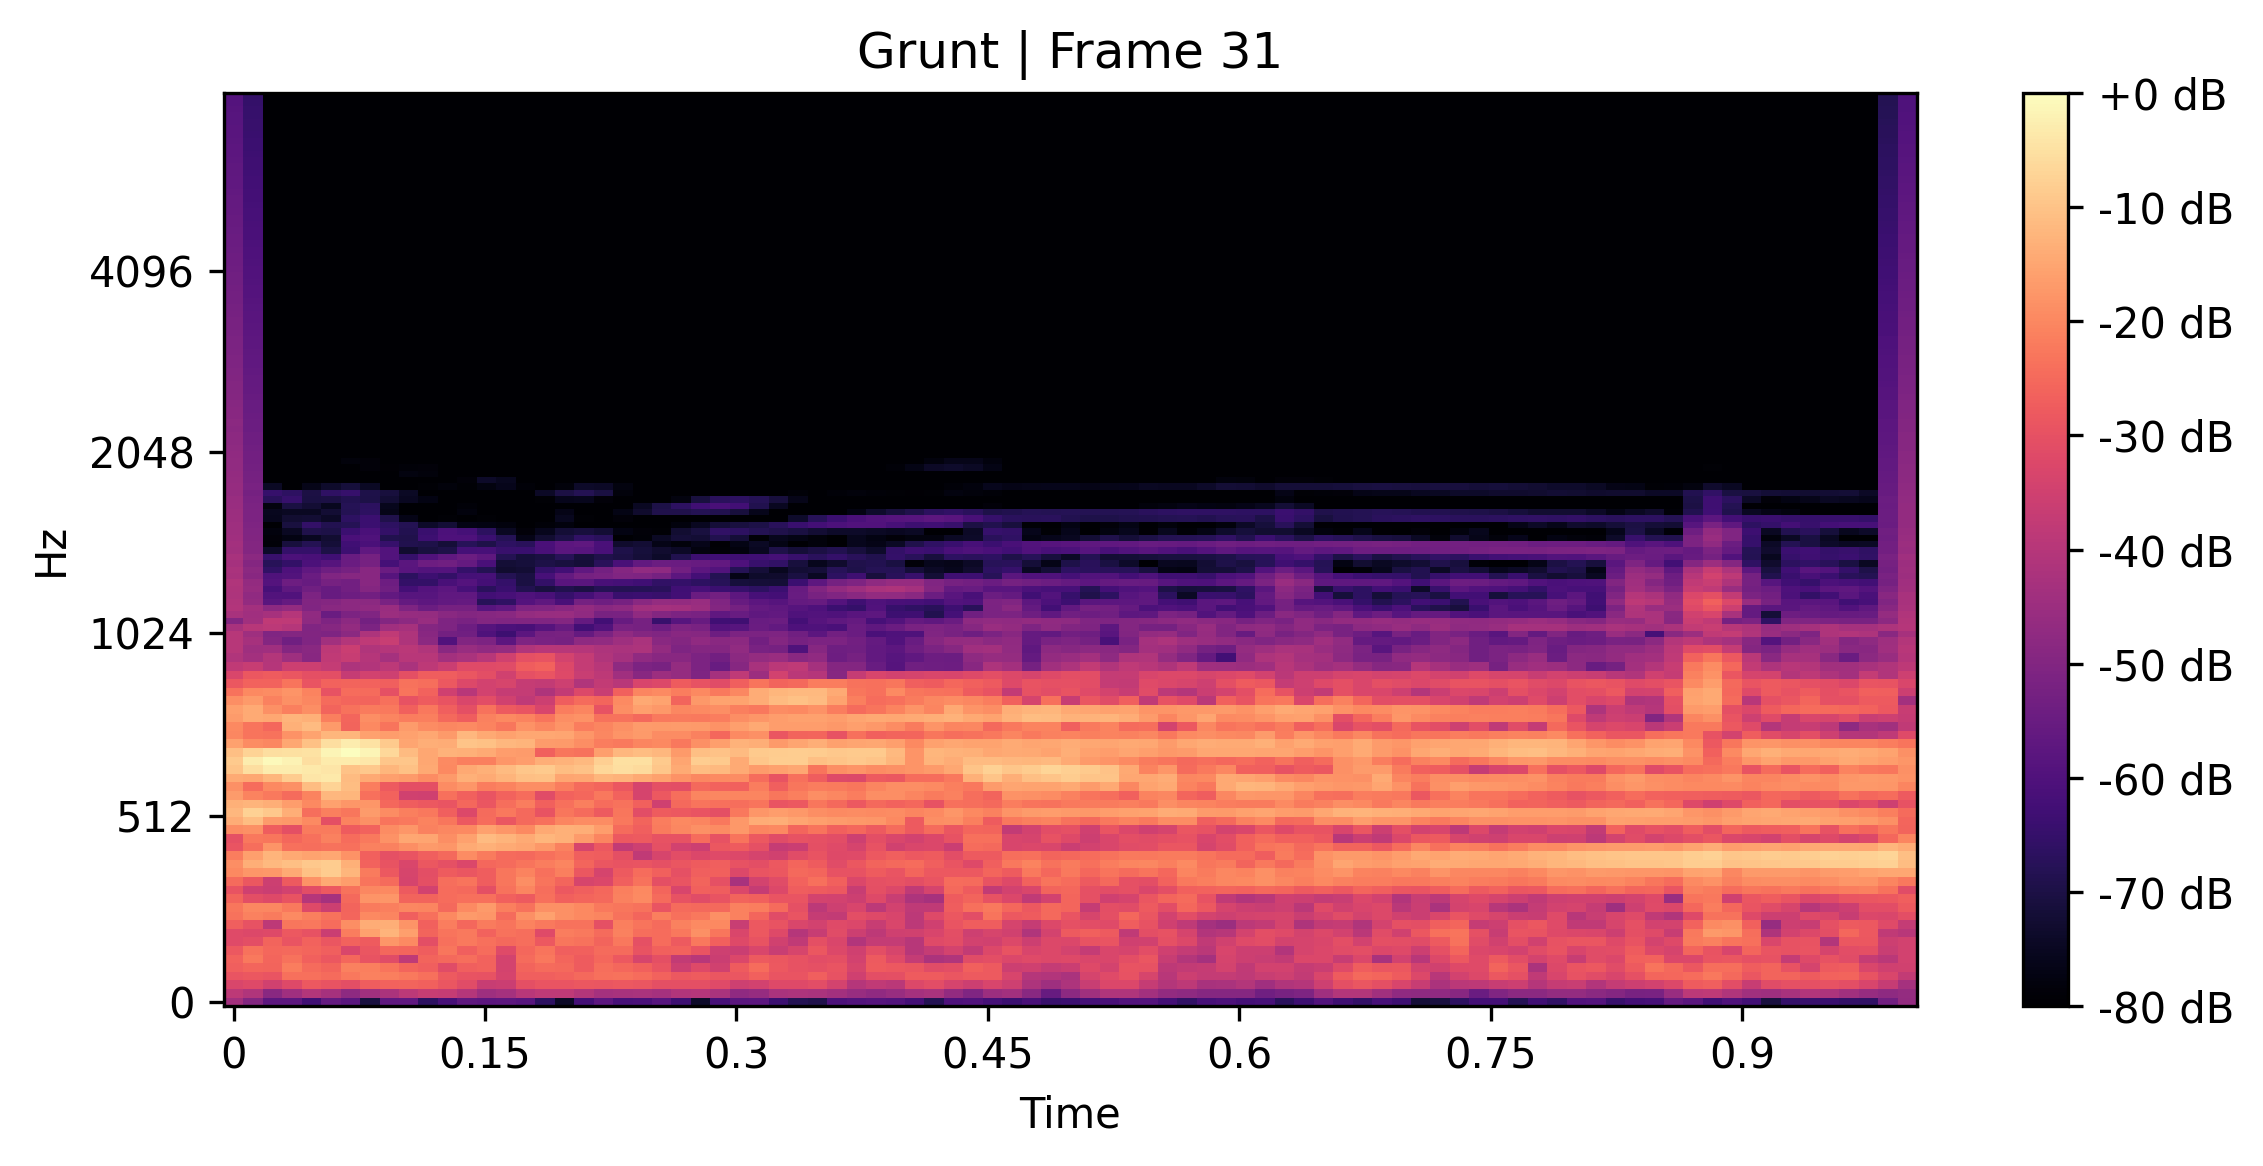 Grunt | Frame 31
+0 dB
-10 dB
-20 dB
-30 dB
-40 dB
-50 dB
-60 dB
-70 dB
-80 dB
4096
2048
1024
512
0
Hz
0 0.15 0.3 0.45 0.6 0.75 0.9
Time